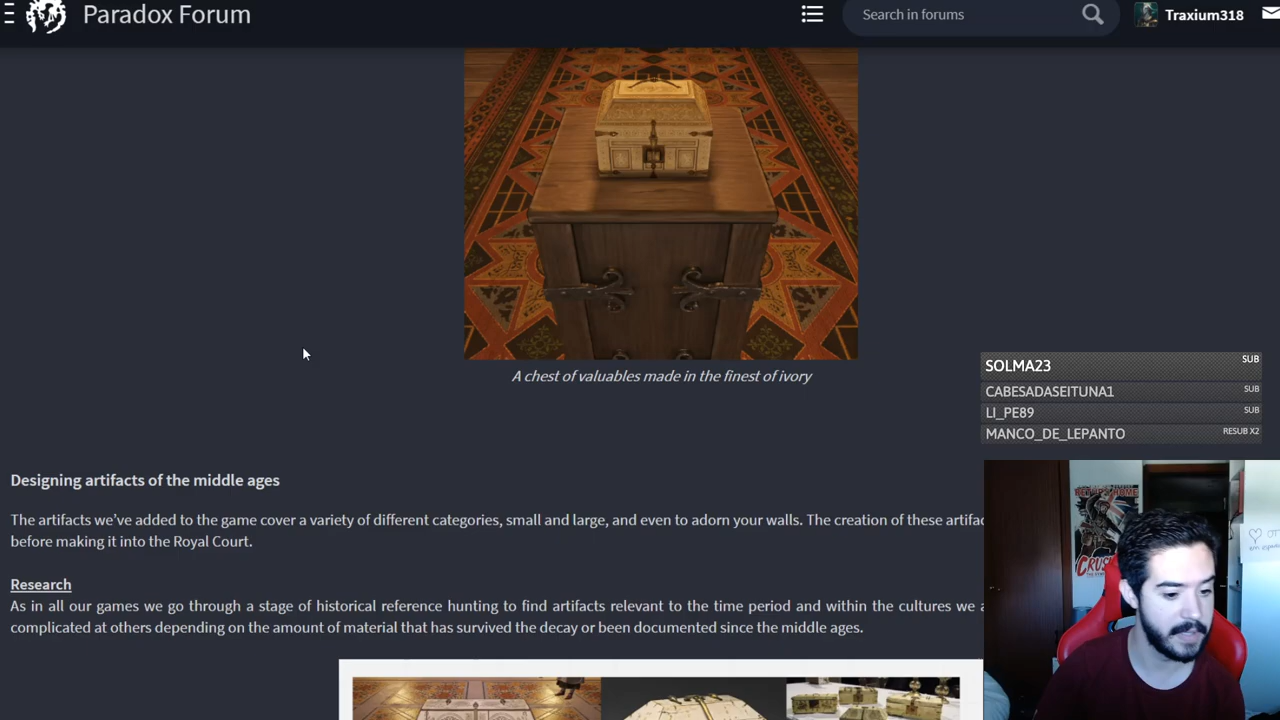 Paradox Forum
Search in forums
Traxium318
A chest of valuables made in the finest of ivory
SOLMA23 SUB
CABESADASEITUNA1 SUB
LI_PE89 SUB
MANCO_DE_LEPANTO RESUB X2
Designing artifacts of the middle ages
The artifacts we've added to the game cover a variety of different categories, small and large, and even to adorn your walls. The creation of these artifac
before making it into the Royal Court.
Research
As in all our games we go through a stage of historical reference hunting to find artifacts relevant to the time period and within the cultures we a
complicated at others depending on the amount of material that has survived the decay or been documented since the middle ages.